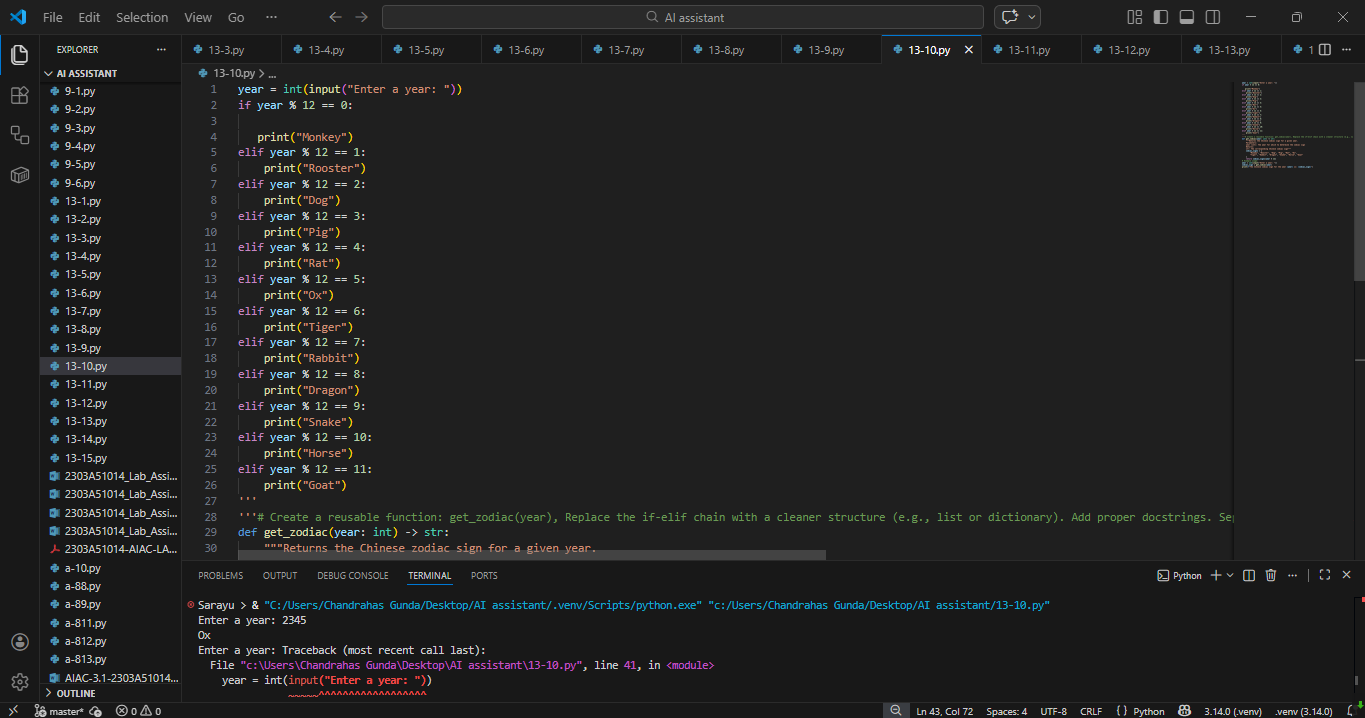 File Edit Selection View Go ··· AI assistant
EXPLORER ···
13-3.py 13-4.py 13-5.py 13-6.py 13-7.py 13-8.py 13-9.py 13-10.py 13-11.py 13-12.py 13-13.py 1 ···
AI ASSISTANT
9-1.py
9-2.py
9-3.py
9-4.py
9-5.py
9-6.py
13-1.py
13-2.py
13-3.py
13-4.py
13-5.py
13-6.py
13-7.py
13-8.py
13-9.py
13-10.py
13-11.py
13-12.py
13-13.py
13-14.py
13-15.py
2303A51014_Lab_Assi...
2303A51014_Lab_Assi...
2303A51014_Lab_Assi...
2303A51014_Lab_Assi...
2303A51014-AIAC-LA...
a-10.py
a-88.py
a-89.py
a-811.py
a-812.py
a-813.py
AIAC-3.1-2303A51014...
OUTLINE
13-10.py > ...
1 year = int(input("Enter a year: "))
2 if year % 12 == 0:
3
4 print("Monkey")
5 elif year % 12 == 1:
6 print("Rooster")
7 elif year % 12 == 2:
8 print("Dog")
9 elif year % 12 == 3:
10 print("Pig")
11 elif year % 12 == 4:
12 print("Rat")
13 elif year % 12 == 5:
14 print("Ox")
15 elif year % 12 == 6:
16 print("Tiger")
17 elif year % 12 == 7:
18 print("Rabbit")
19 elif year % 12 == 8:
20 print("Dragon")
21 elif year % 12 == 9:
22 print("Snake")
23 elif year % 12 == 10:
24 print("Horse")
25 elif year % 12 == 11:
26 print("Goat")
27 '''
28 '''# Create a reusable function: get_zodiac(year), Replace the if-elif chain with a cleaner structure (e.g., list or dictionary). Add proper docstrings. Se
29 def get_zodiac(year: int) -> str:
30 """Returns the Chinese zodiac sign for a given year.
PROBLEMS OUTPUT DEBUG CONSOLE TERMINAL PORTS Python ···
Sarayu > & "C:/Users/Chandrahas Gunda/Desktop/AI assistant/.venv/Scripts/python.exe" "c:/Users/Chandrahas Gunda/Desktop/AI assistant/13-10.py"
Enter a year: 2345
Ox
Enter a year: Traceback (most recent call last):
File "c:\Users\Chandrahas Gunda\Desktop\AI assistant\13-10.py", line 41, in <module>
year = int(input("Enter a year: "))
~~~~~^^^^^^^^^^^^^^^^^^
master* 0 0 Ln 43, Col 72 Spaces: 4 UTF-8 CRLF { } Python 3.14.0 (.venv) .venv (3.14.0)